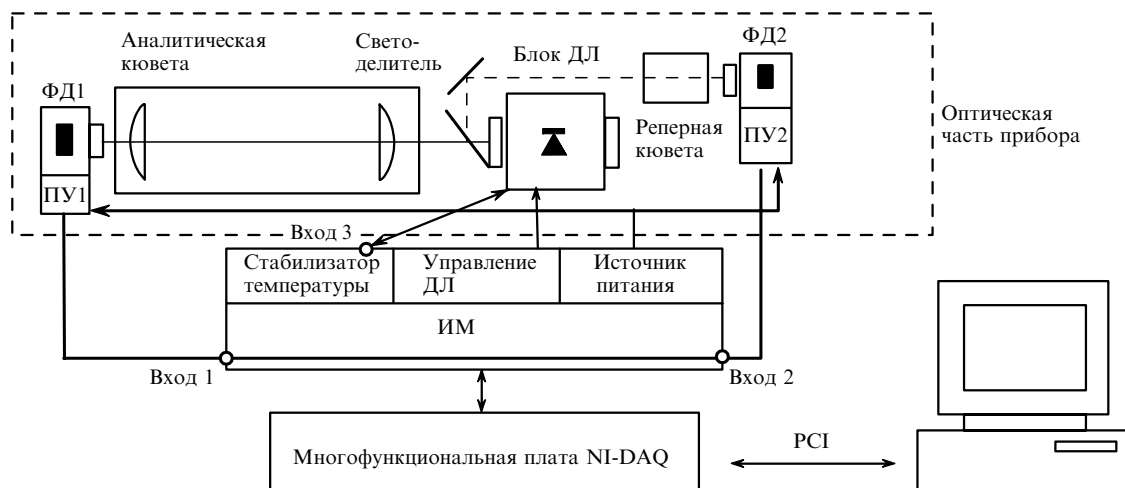 ФД2
Аналитическая
кювета
Свето-
делитель
Блок ДЛ
ФД1
Оптическая
часть прибора
Реперная
кювета
ПУ2
ПУ1
Вход 3
Стабилизатор
температуры
Управление
ДЛ
Источник
питания
ИМ
Вход 1
Вход 2
Многофункциональная плата NI-DAQ
PCI